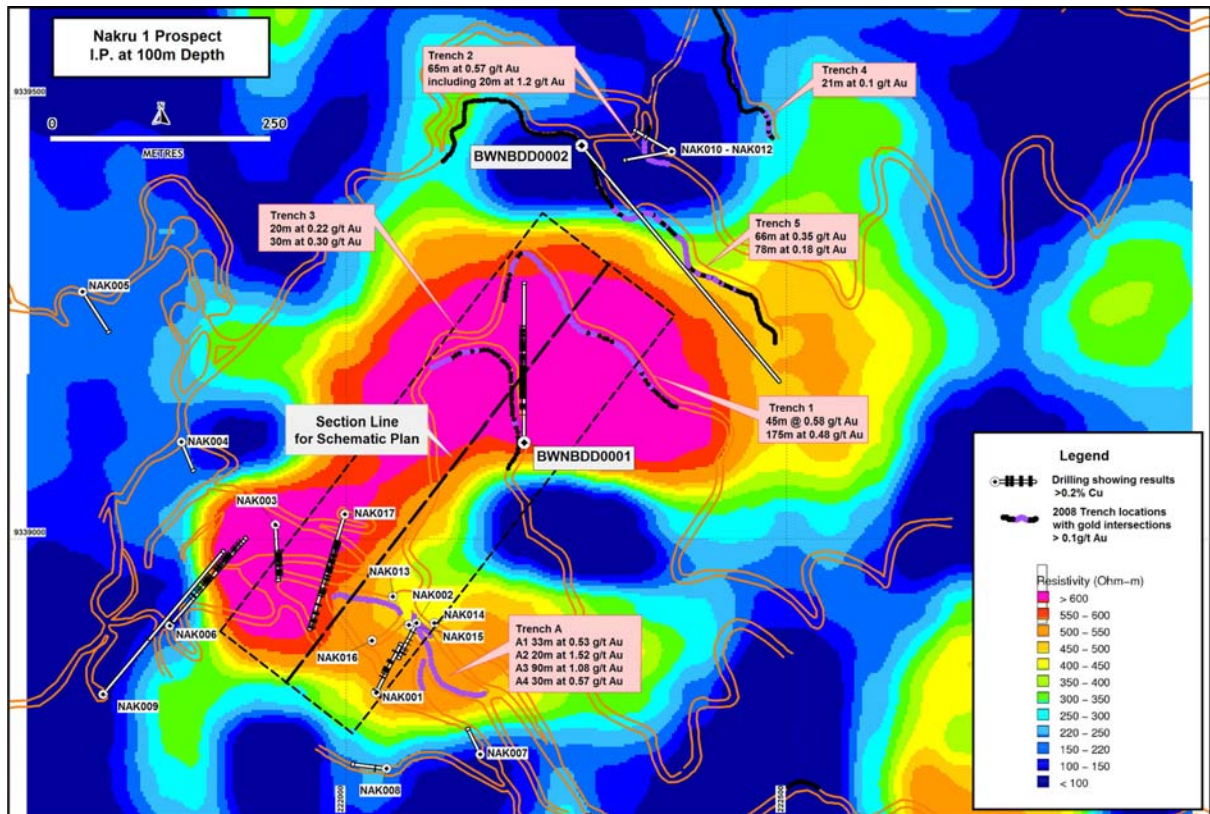 Nakru 1 Prospect
I.P. at 100m Depth
N
0 250
METRES
9339500
Trench 2
65m at 0.57 g/t Au
including 20m at 1.2 g/t Au
Trench 4
21m at 0.1 g/t Au
BWNBDD0002
NAK010 - NAK012
Trench 3
20m at 0.22 g/t Au
30m at 0.30 g/t Au
Trench 5
66m at 0.35 g/t Au
78m at 0.18 g/t Au
NAK005
Section Line
for Schematic Plan
Trench 1
45m @ 0.58 g/t Au
175m at 0.48 g/t Au
NAK004
BWNBDD0001
NAK003
NAK017
9339000
NAK013
NAK002
NAK014
NAK015
NAK006
NAK016
Trench A
A1 33m at 0.53 g/t Au
A2 20m at 1.52 g/t Au
A3 90m at 1.08 g/t Au
A4 30m at 0.57 g/t Au
NAK001
NAK009
NAK007
NAK008
222000
222500
Legend
Drilling showing results
>0.2% Cu
2008 Trench locations
with gold intersections
> 0.1g/t Au
Resistivity (Ohm-m)
> 600
550 - 600
500 - 550
450 - 500
400 - 450
350 - 400
300 - 350
250 - 300
220 - 250
150 - 220
100 - 150
< 100